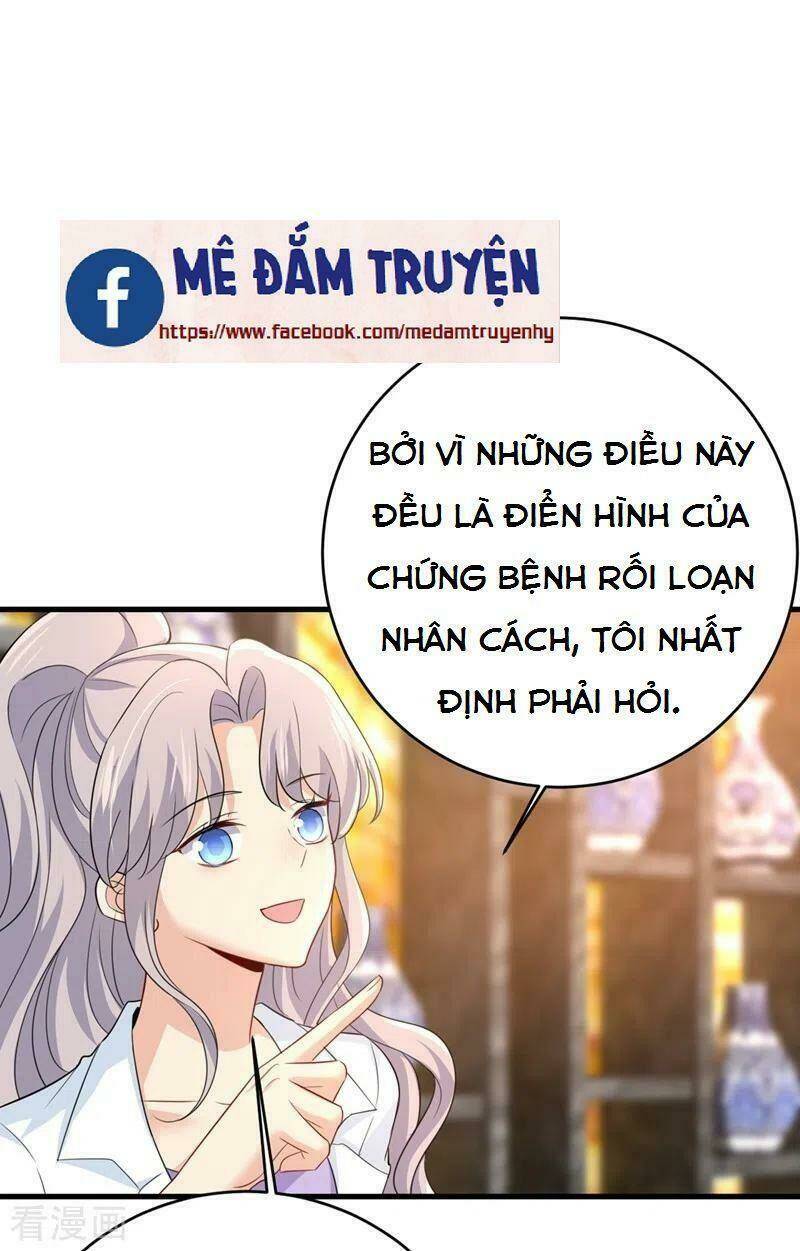 MÊ ĐẮM TRUYỆN
https://www.facebook.com/medamtruyenhy
BỞI VÌ NHỮNG ĐIỀU NÀY
ĐỀU LÀ ĐIỂN HÌNH CỦA
CHỨNG BỆNH RỐI LOẠN
NHÂN CÁCH, TÔI NHẤT
ĐỊNH PHẢI HỎI.
看漫画